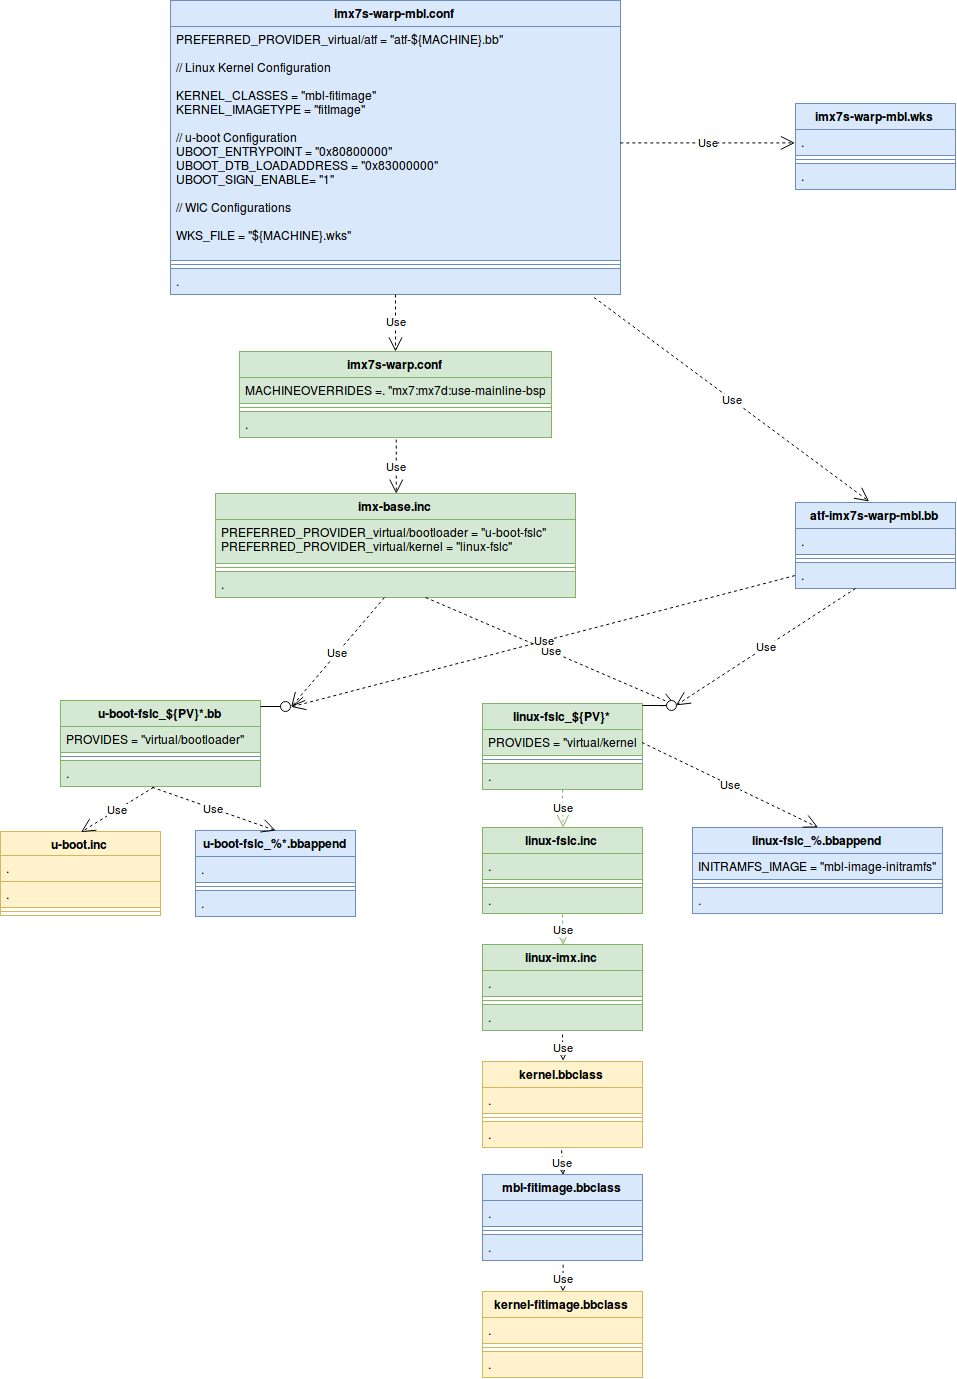 imx7s-warp-mbl.conf
PREFERRED_PROVIDER_virtual/atf = "atf-${MACHINE}.bb"
// Linux Kernel Configuration
KERNEL_CLASSES = "mbl-fitimage"
KERNEL_IMAGETYPE = "fitImage"
// u-boot Configuration
UBOOT_ENTRYPOINT = "0x80800000"
UBOOT_DTB_LOADADDRESS = "0x83000000"
UBOOT_SIGN_ENABLE= "1"
// WIC Configurations
WKS_FILE = "${MACHINE}.wks"
.
Use
imx7s-warp-mbl.wks
.
.
Use
imx7s-warp.conf
MACHINEOVERRIDES =. "mx7:mx7d:use-mainline-bsp
.
Use
Use
imx-base.inc
PREFERRED_PROVIDER_virtual/bootloader = "u-boot-fslc"
PREFERRED_PROVIDER_virtual/kernel = "linux-fslc"
.
atf-imx7s-warp-mbl.bb
.
.
Use
Use
Use
Use
u-boot-fslc_${PV}*.bb
PROVIDES = "virtual/bootloader"
.
linux-fslc_${PV}*
PROVIDES = "virtual/kernel
.
Use
Use
Use
Use
u-boot.inc
.
.
u-boot-fslc_%*.bbappend
.
.
linux-fslc.inc
.
.
linux-fslc_%.bbappend
INITRAMFS_IMAGE = "mbl-image-initramfs"
.
Use
linux-imx.inc
.
.
Use
kernel.bbclass
.
.
Use
mbl-fitimage.bbclass
.
.
Use
kernel-fitimage.bbclass
.
.